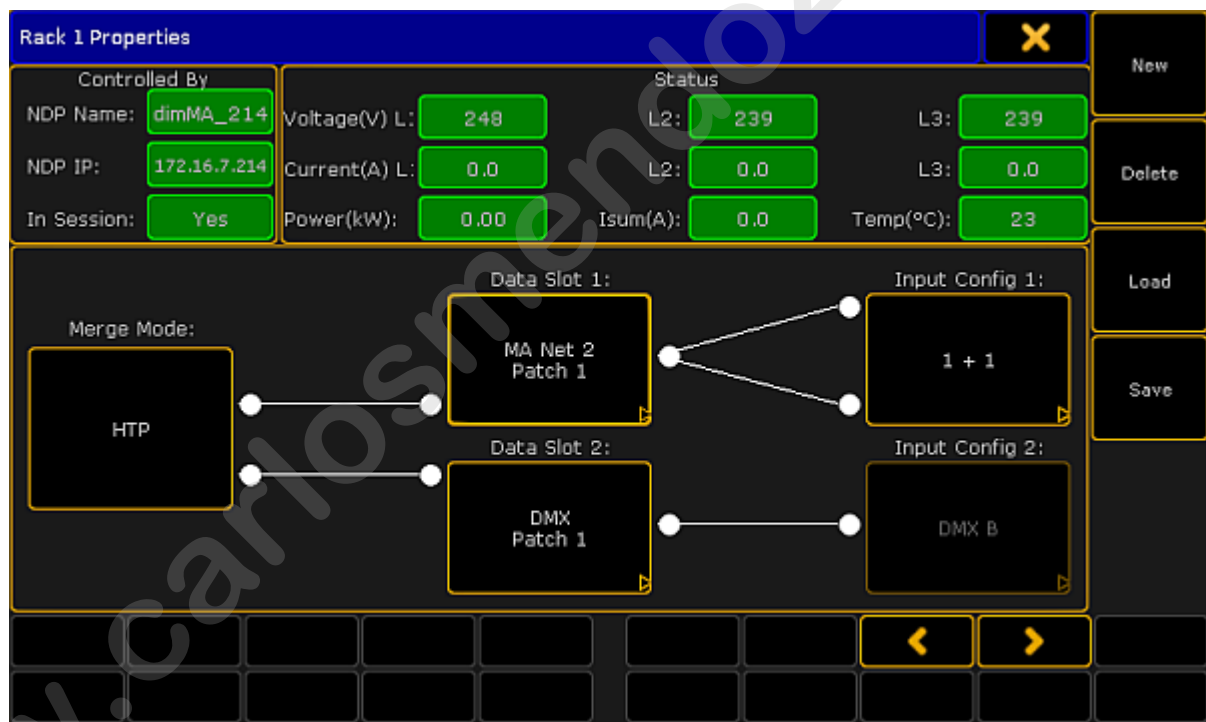 Rack 1 Properties
New
Controlled By
Status
NDP Name: dimMA_214
Voltage(V) L: 248 L2: 239 L3: 239
NDP IP: 172.16.7.214
Current(A) L: 0.0 L2: 0.0 L3: 0.0
Delete
In Session: Yes
Power(kW): 0.00 Isum(A): 0.0 Temp(°C): 23
Load
Data Slot 1:
Input Config 1:
Merge Mode:
MA Net 2
Patch 1
1 + 1
Save
HTP
Data Slot 2:
Input Config 2:
DMX
Patch 1
DMX B